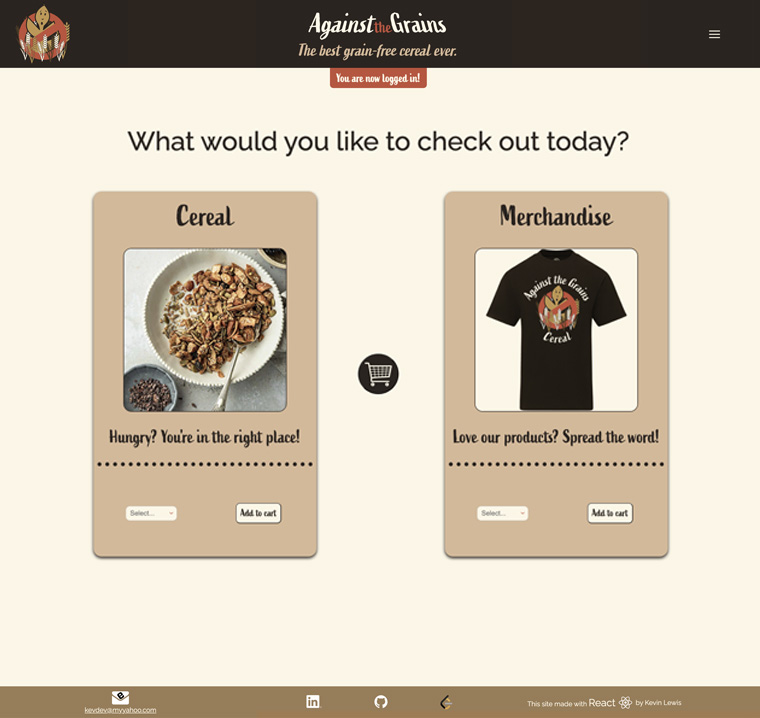 Against the Grains
The best grain-free cereal ever.
You are now logged in!
What would you like to check out today?
Cereal
Hungry? You're in the right place!
Select...
Add to cart
Merchandise
Against the Grains
Cereal
Love our products? Spread the word!
Select...
Add to cart
kevdev@myyahoo.com
in
This site made with React by Kevin Lewis